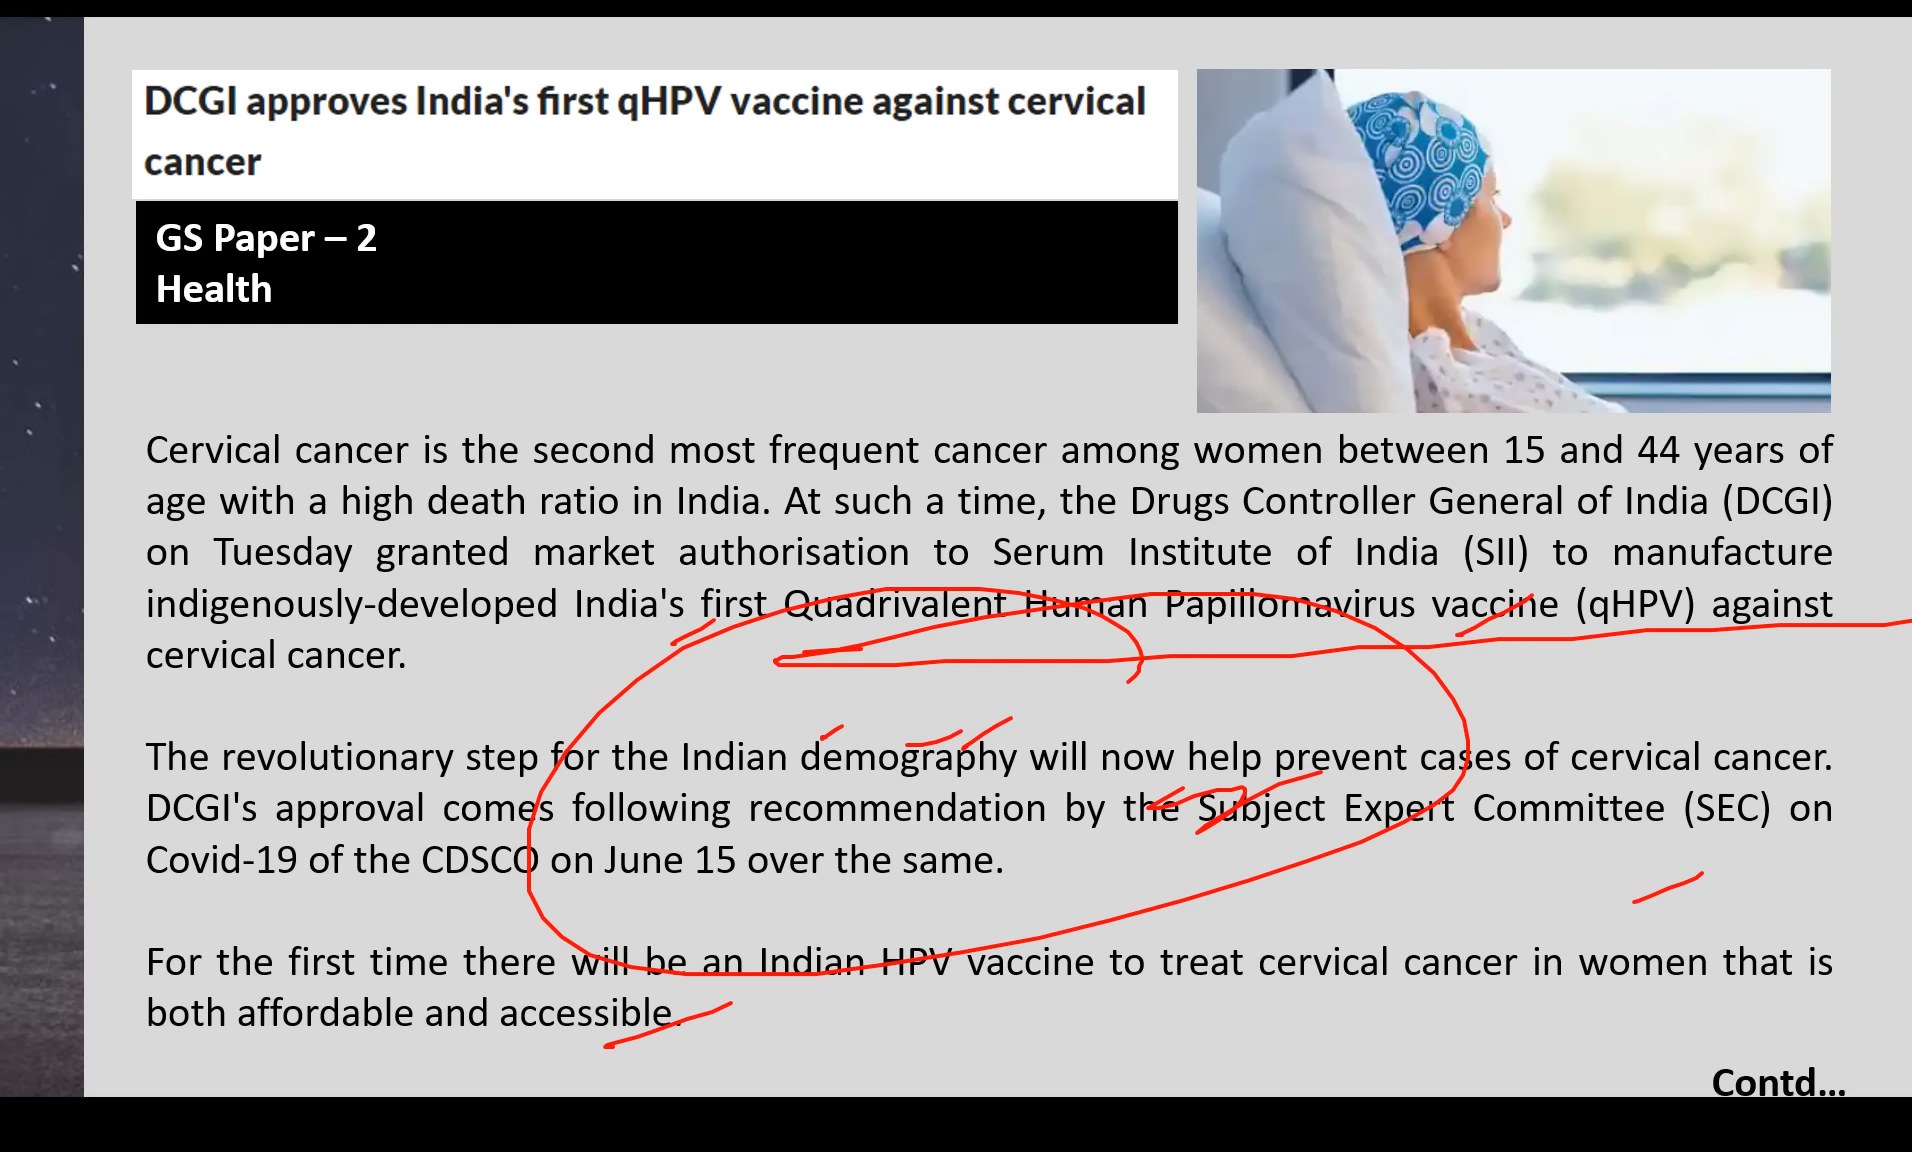 DCGI approves India's first qHPV vaccine against cervical
cancer
GS Paper – 2
Health
Cervical cancer is the second most frequent cancer among women between 15 and 44 years of
age with a high death ratio in India. At such a time, the Drugs Controller General of India (DCGI)
on Tuesday granted market authorisation to Serum Institute of India (SII) to manufacture
indigenously-developed India's first Quadrivalent Human Papillomavirus vaccine (qHPV) against
cervical cancer.
The revolutionary step for the Indian demography will now help prevent cases of cervical cancer.
DCGI's approval comes following recommendation by the Subject Expert Committee (SEC) on
Covid-19 of the CDSCO on June 15 over the same.
For the first time there will be an Indian HPV vaccine to treat cervical cancer in women that is
both affordable and accessible.
Contd...